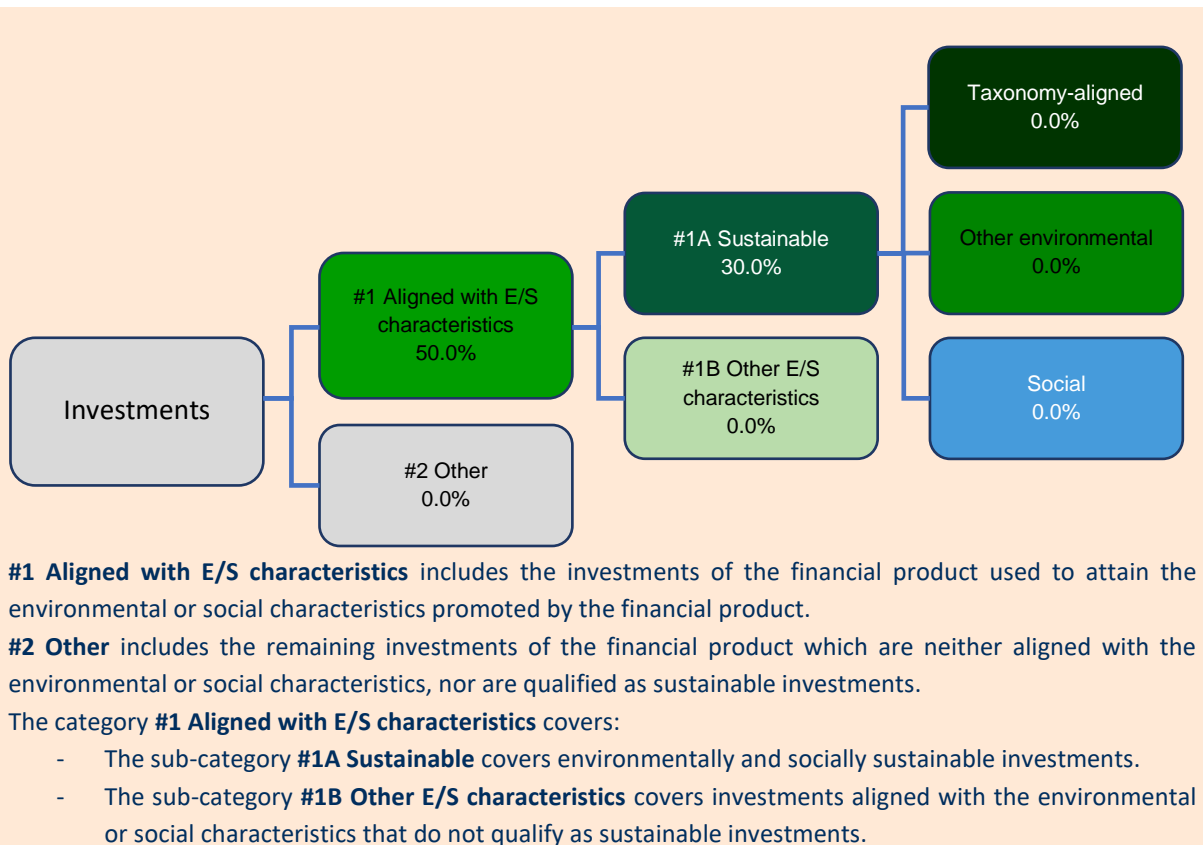 Taxonomy-aligned
0.0%
#1A Sustainable
30.0%
Other environmental
0.0%
#1 Aligned with E/S
characteristics
50.0%
#1B Other E/S
characteristics
0.0%
Investments
Social
0.0%
#2 Other
0.0%
#1 Aligned with E/S characteristics includes the investments of the financial product used to attain the
environmental or social characteristics promoted by the financial product.
#2 Other includes the remaining investments of the financial product which are neither aligned with the
environmental or social characteristics, nor are qualified as sustainable investments.
The category #1 Aligned with E/S characteristics covers:
- The sub-category #1A Sustainable covers environmentally and socially sustainable investments.
- The sub-category #1B Other E/S characteristics covers investments aligned with the environmental
or social characteristics that do not qualify as sustainable investments.